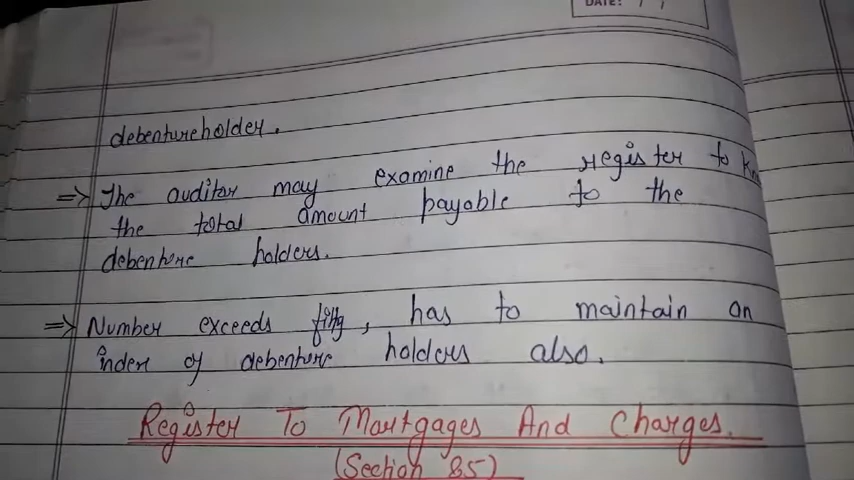 DATE: / /
debentureholder.
=> The auditor may examine the register to
the total amount payable to the
debenture holders.
=> Number exceeds fifty, has to maintain an
index of debenture holders also.
Register To Mortgages And Charges.
(Section 85)